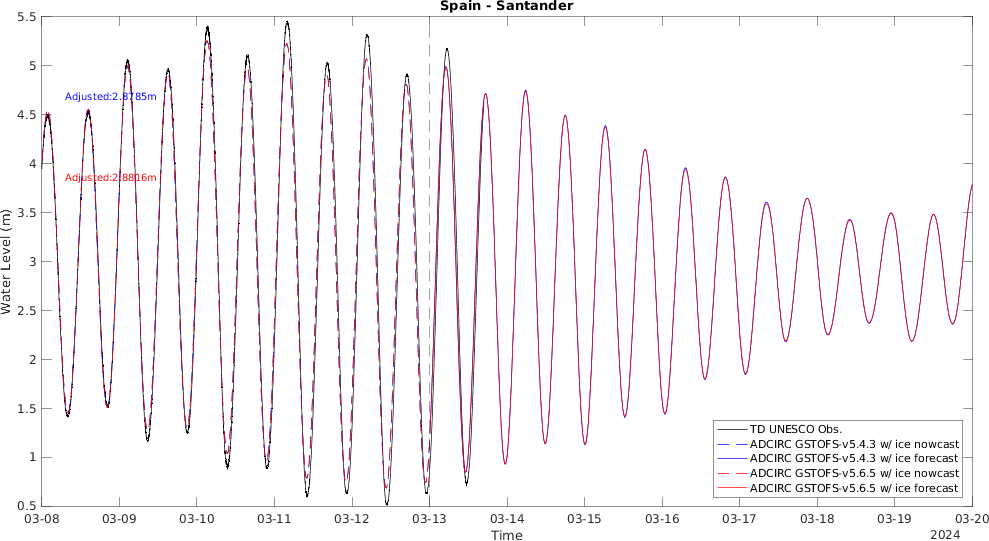 Spain - Santander
5.5
5
4.5
4
3.5
3
2.5
2
1.5
1
0.5
Water Level (m)
Adjusted:2.8785m
Adjusted:2.8816m
TD UNESCO Obs.
ADCIRC GSTOFS-v5.4.3 w/ ice nowcast
ADCIRC GSTOFS-v5.4.3 w/ ice forecast
ADCIRC GSTOFS-v5.6.5 w/ ice nowcast
ADCIRC GSTOFS-v5.6.5 w/ ice forecast
03-08 03-09 03-10 03-11 03-12 03-13 03-14 03-15 03-16 03-17 03-18 03-19 03-20
Time
2024